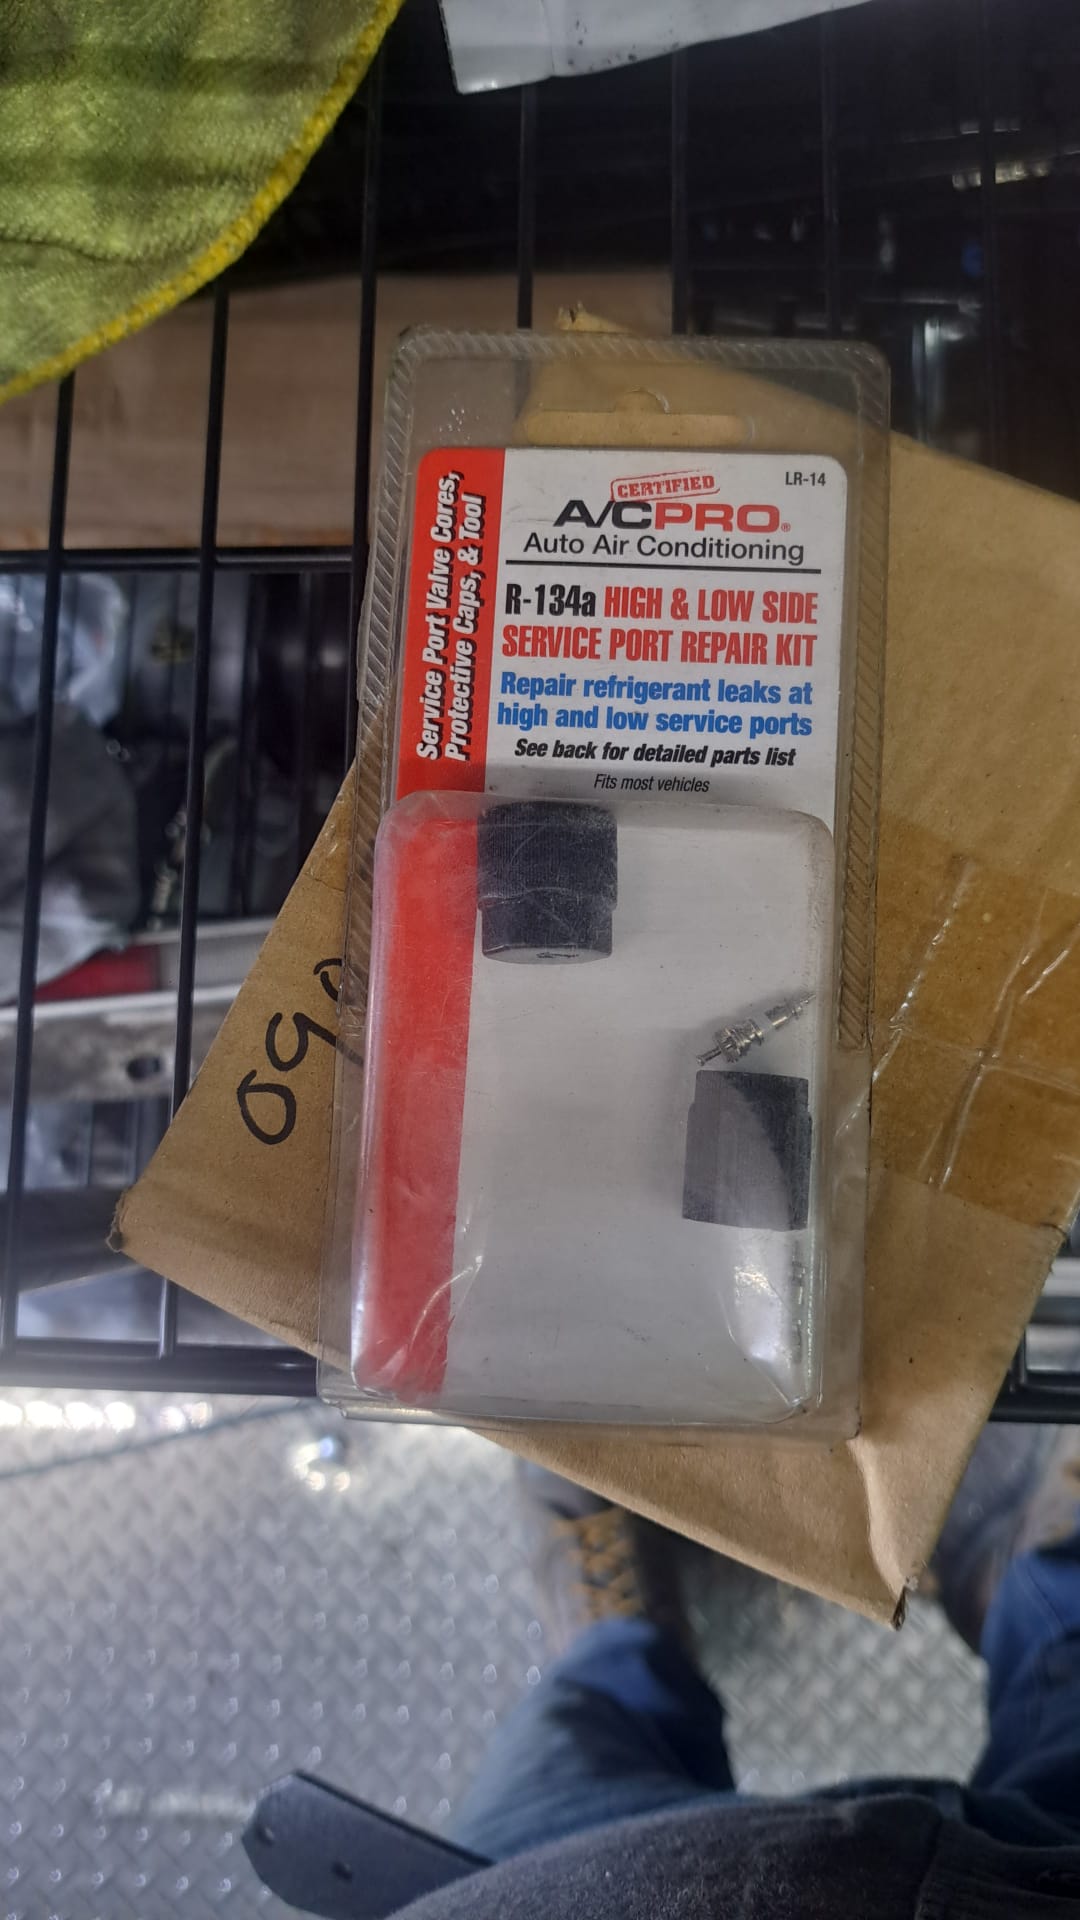 LR-14
CERTIFIED
A/CPRO®
Auto Air Conditioning
R-134a HIGH & LOW SIDE
SERVICE PORT REPAIR KIT
Repair refrigerant leaks at
high and low service ports
See back for detailed parts list
Fits most vehicles
Service Port Valve Cores,
Protective Caps, & Tool